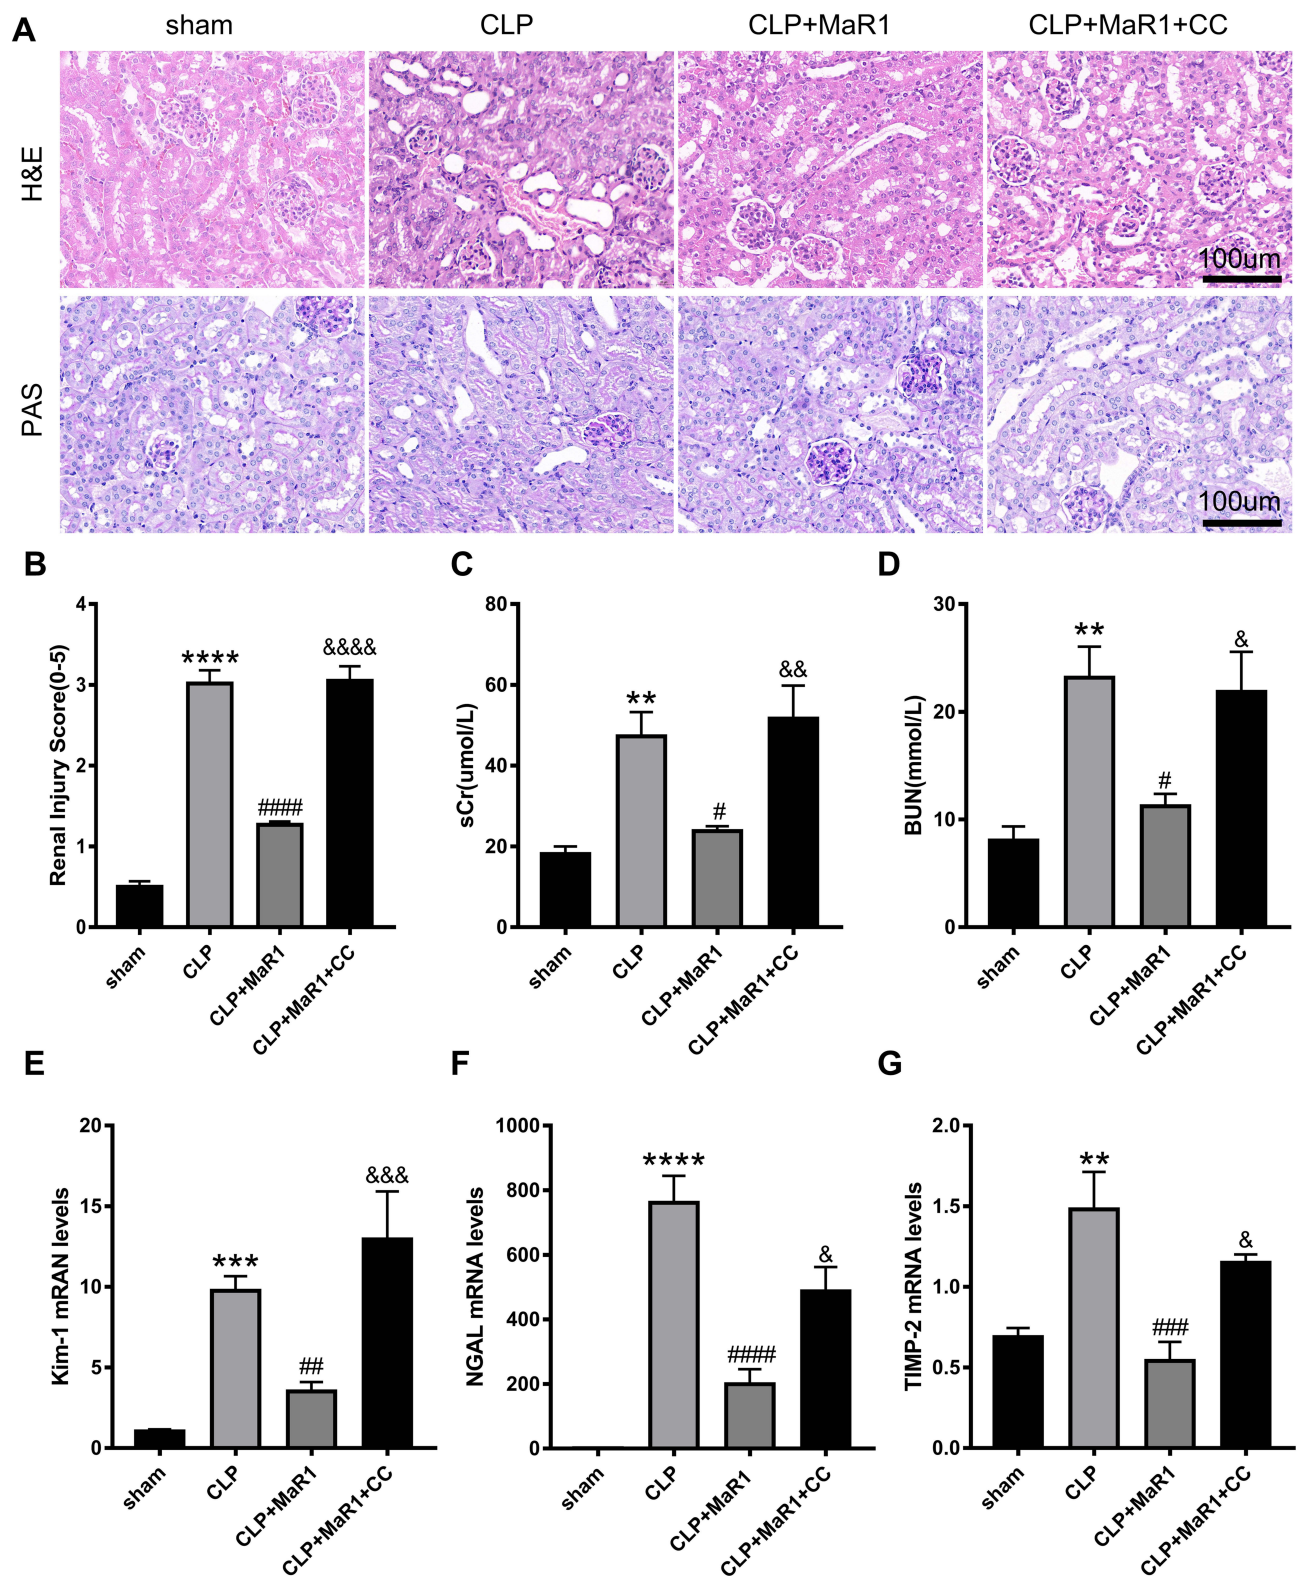 A
sham
CLP
CLP+MaR1
CLP+MaR1+CC
H&E
100um
PAS
100um
B
Renal Injury Score(0-5)
4
3
2
1
0
****
####
&&&&
sham
CLP
CLP+MaR1
CLP+MaR1+CC
C
sCr(umol/L)
80
60
40
20
0
**
#
&&
sham
CLP
CLP+MaR1
CLP+MaR1+CC
D
BUN(mmol/L)
30
20
10
0
**
#
&
sham
CLP
CLP+MaR1
CLP+MaR1+CC
E
Kim-1 mRAN levels
20
15
10
5
0
***
##
&&&
sham
CLP
CLP+MaR1
CLP+MaR1+CC
F
NGAL mRNA levels
1000
800
600
400
200
0
****
####
&
sham
CLP
CLP+MaR1
CLP+MaR1+CC
G
TIMP-2 mRNA levels
2.0
1.5
1.0
0.5
0.0
**
###
&
sham
CLP
CLP+MaR1
CLP+MaR1+CC